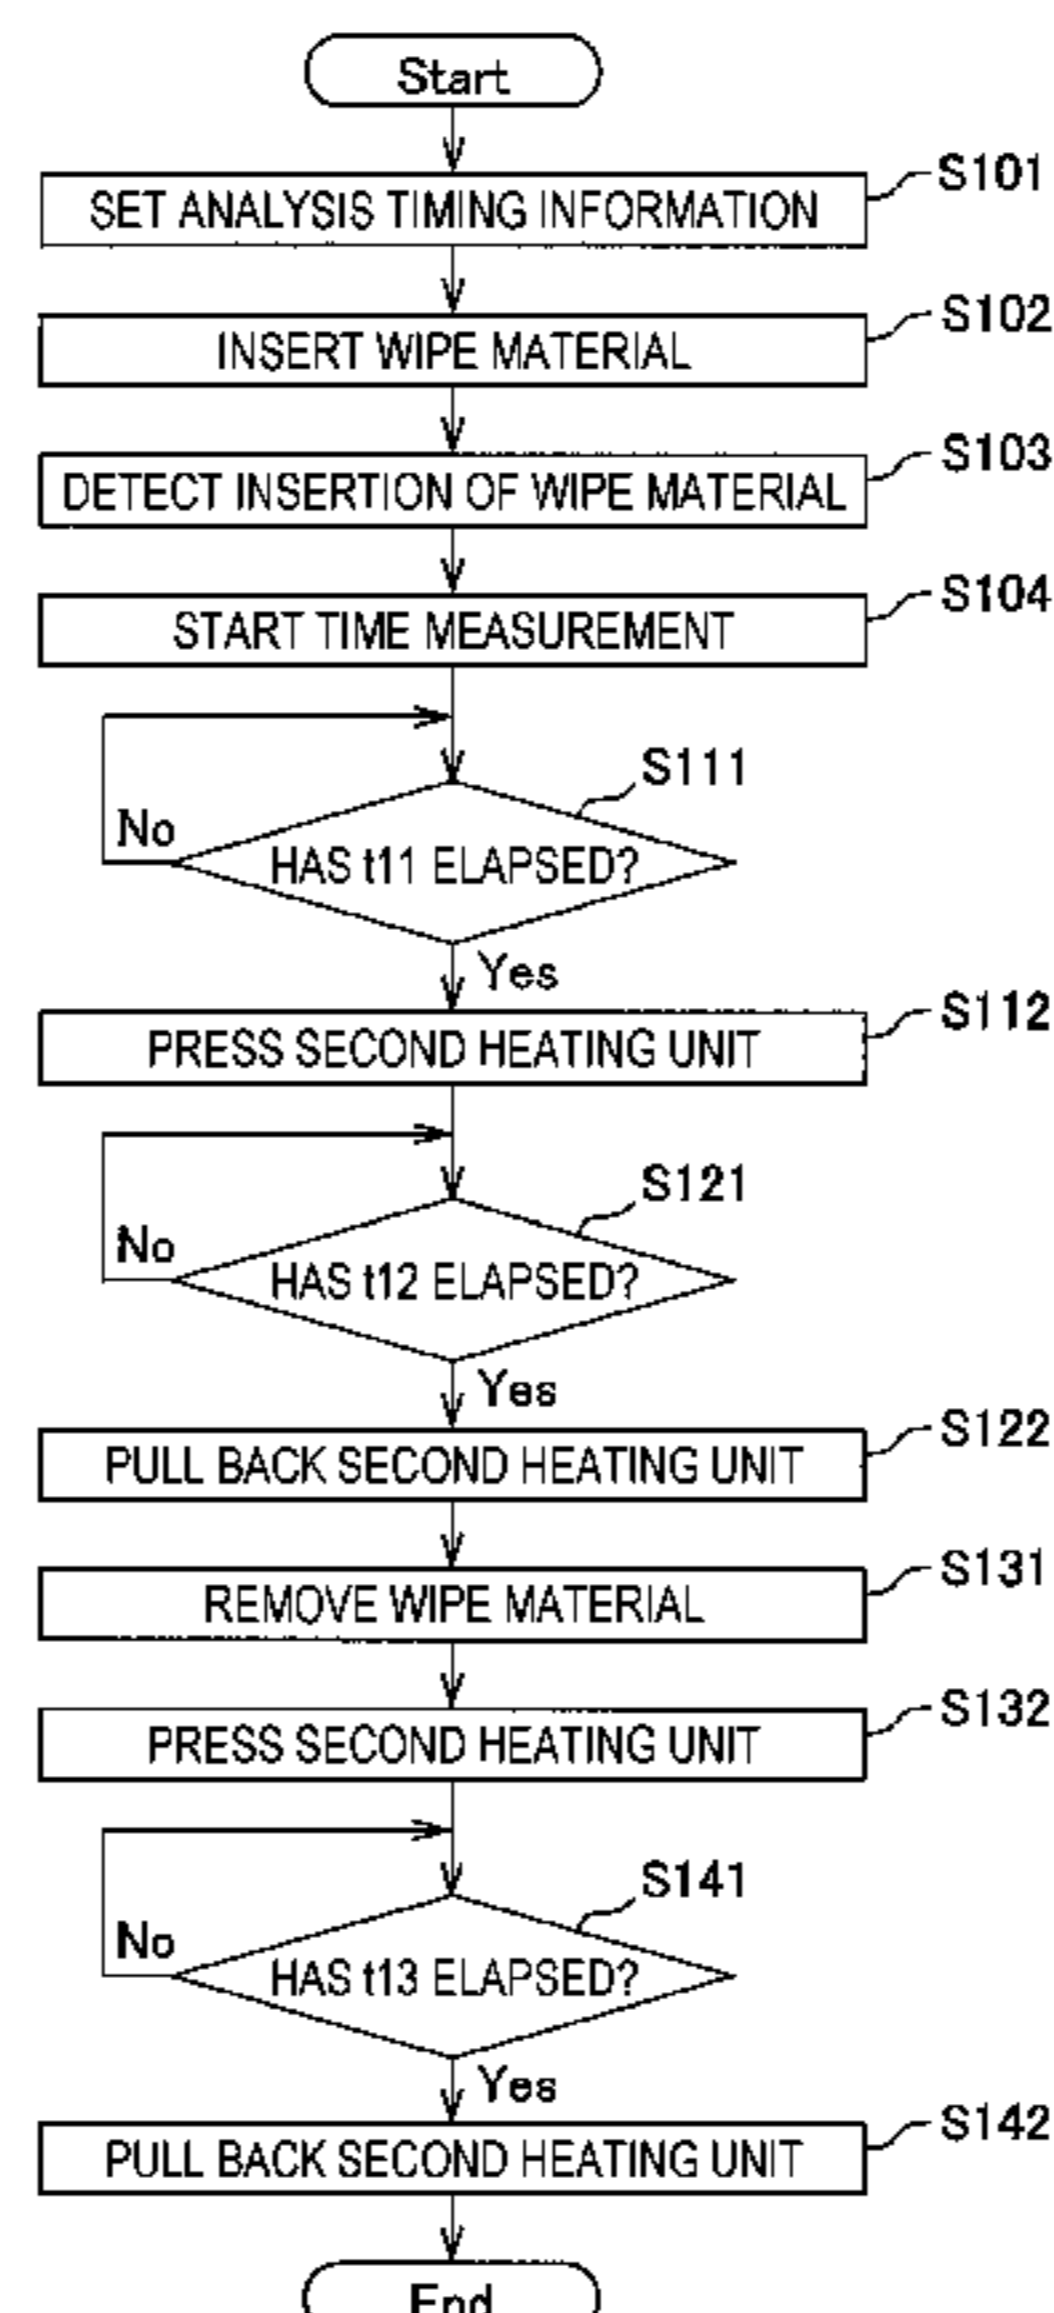 Start
S101
SET ANALYSIS TIMING INFORMATION
S102
INSERT WIPE MATERIAL
S103
DETECT INSERTION OF WIPE MATERIAL
S104
START TIME MEASUREMENT
S111
No
HAS t11 ELAPSED?
Yes
S112
PRESS SECOND HEATING UNIT
S121
No
HAS t12 ELAPSED?
Yes
S122
PULL BACK SECOND HEATING UNIT
S131
REMOVE WIPE MATERIAL
S132
PRESS SECOND HEATING UNIT
S141
No
HAS t13 ELAPSED?
Yes
S142
PULL BACK SECOND HEATING UNIT
End